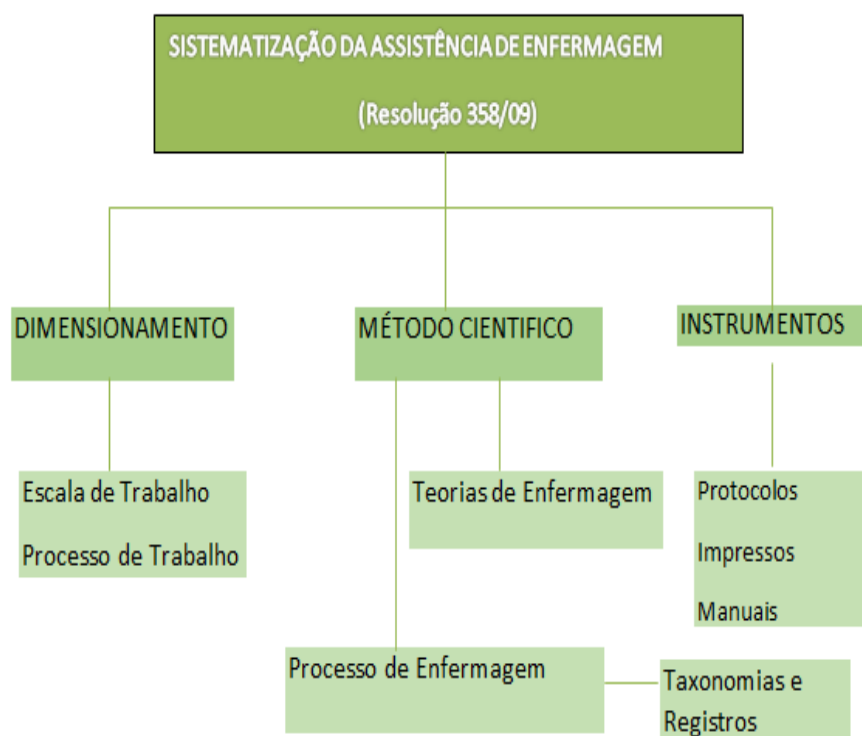 SISTEMATIZAÇÃO DA ASSISTÊNCIA DE ENFERMAGEM
(Resolução 358/09)
DIMENSIONAMENTO
MÉTODO CIENTIFICO
INSTRUMENTOS
Escala de Trabalho
Processo de Trabalho
Teorias de Enfermagem
Protocolos
Impressos
Manuais
Processo de Enfermagem
Taxonomias e
Registros